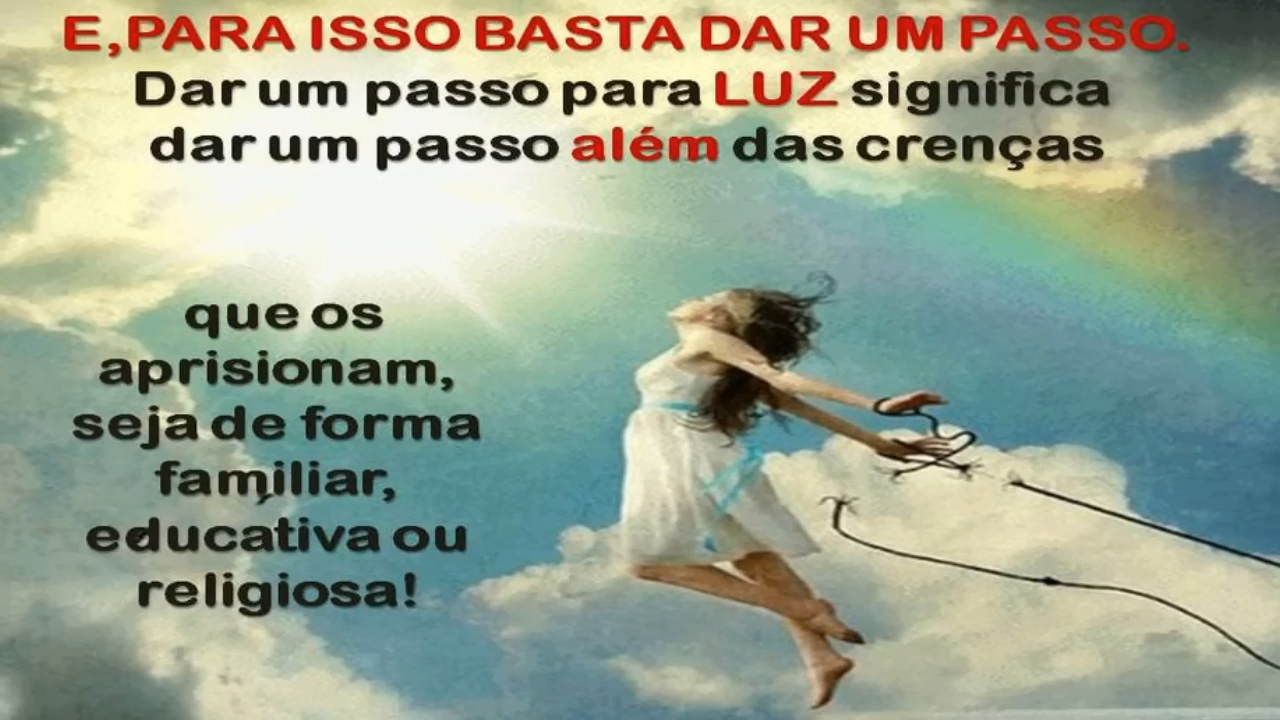 E,PARA ISSO BASTA DAR UM PASSO.
Dar um passo para LUZ significa
dar um passo além das crenças
que os
aprisionam,
seja de forma
familiar,
educativa ou
religiosa!